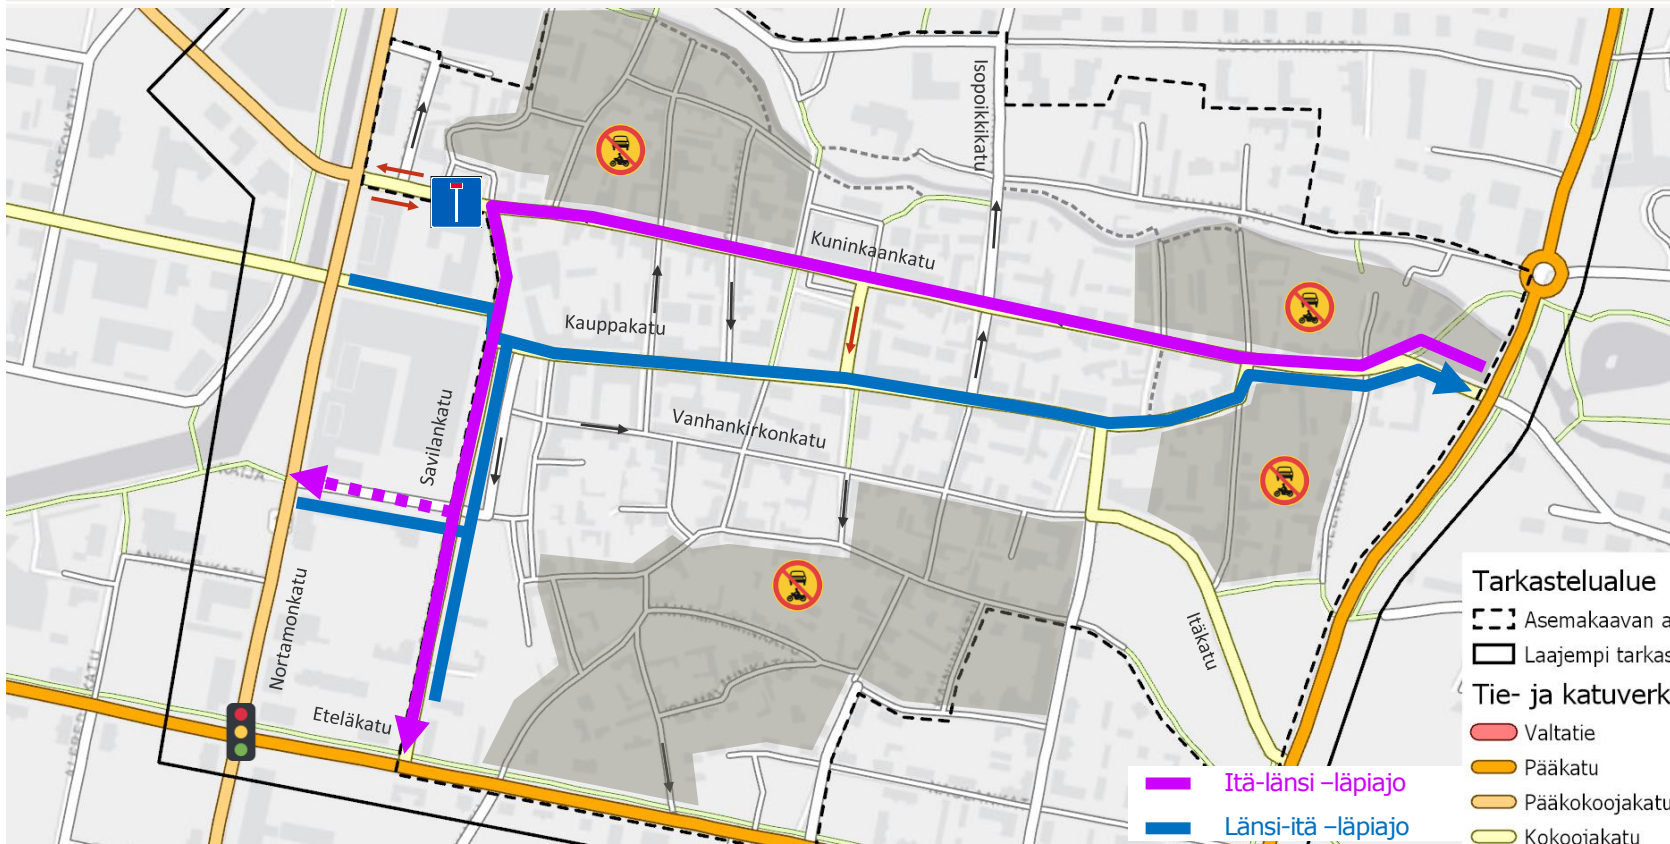 Isopoikkikatu
Kuninkaankatu
Kauppakatu
Vanhankirkonkatu
Savilankatu
Nortamonkatu
Eteläkatu
Itäkatu
Tarkastelualue
Asemakaavan a
Laajempi tarkas
Tie- ja katuverk
Valtatie
Pääkatu
Pääkokoojakatu
Kokoojakatu
Itä-länsi –läpiajo
Länsi-itä –läpiajo